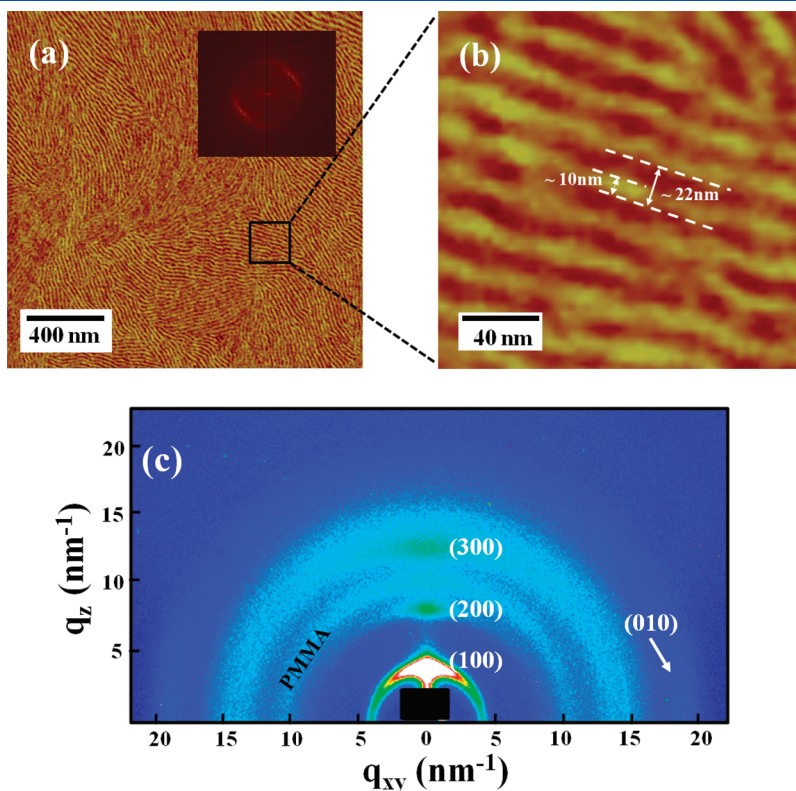 (a)
400 nm
(b)
~ 10nm
~ 22nm
40 nm
(c)
20
15
10
5
q_z (nm⁻¹)
(300)
(200)
(100)
(010)
PMMA
20 15 10 5 0 5 10 15 20
q_xy (nm⁻¹)